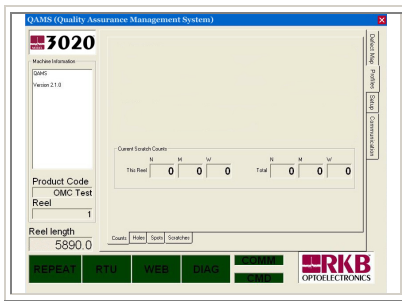 QAMS (Quality Assurance Management System)
RKB 3020
Machine Information
QAMS
Version 2.1.0
Product Code
OMC Test
Reel
1
Reel length
5890.0
Current Scratch Counts
N M W N M W
This Reel 0 0 0 Total 0 0 0
Counts Holes Spots Scratches
Defect Map
Profiles
Setup
Communication
REPEAT RTU WEB DIAG COMM
CMD
RKB
OPTOELECTRONICS